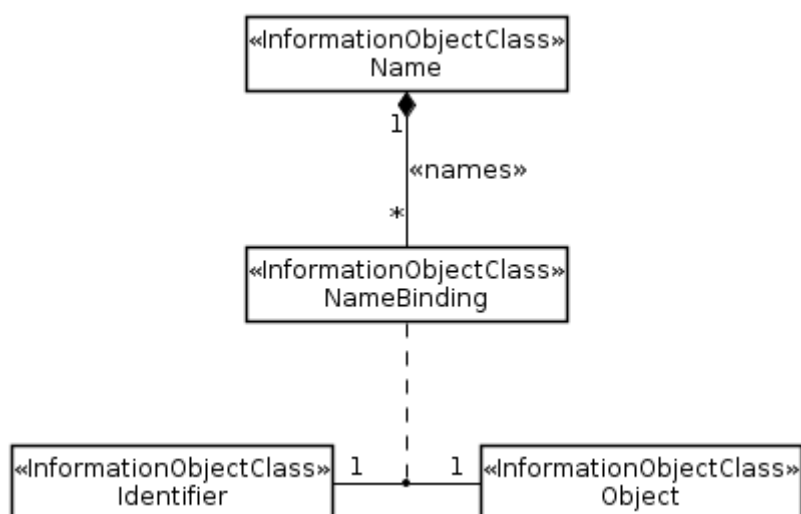 «InformationObjectClass»
Name
1
«names»
*
«InformationObjectClass»
NameBinding
«InformationObjectClass»
Identifier
1
1
«InformationObjectClass»
Object